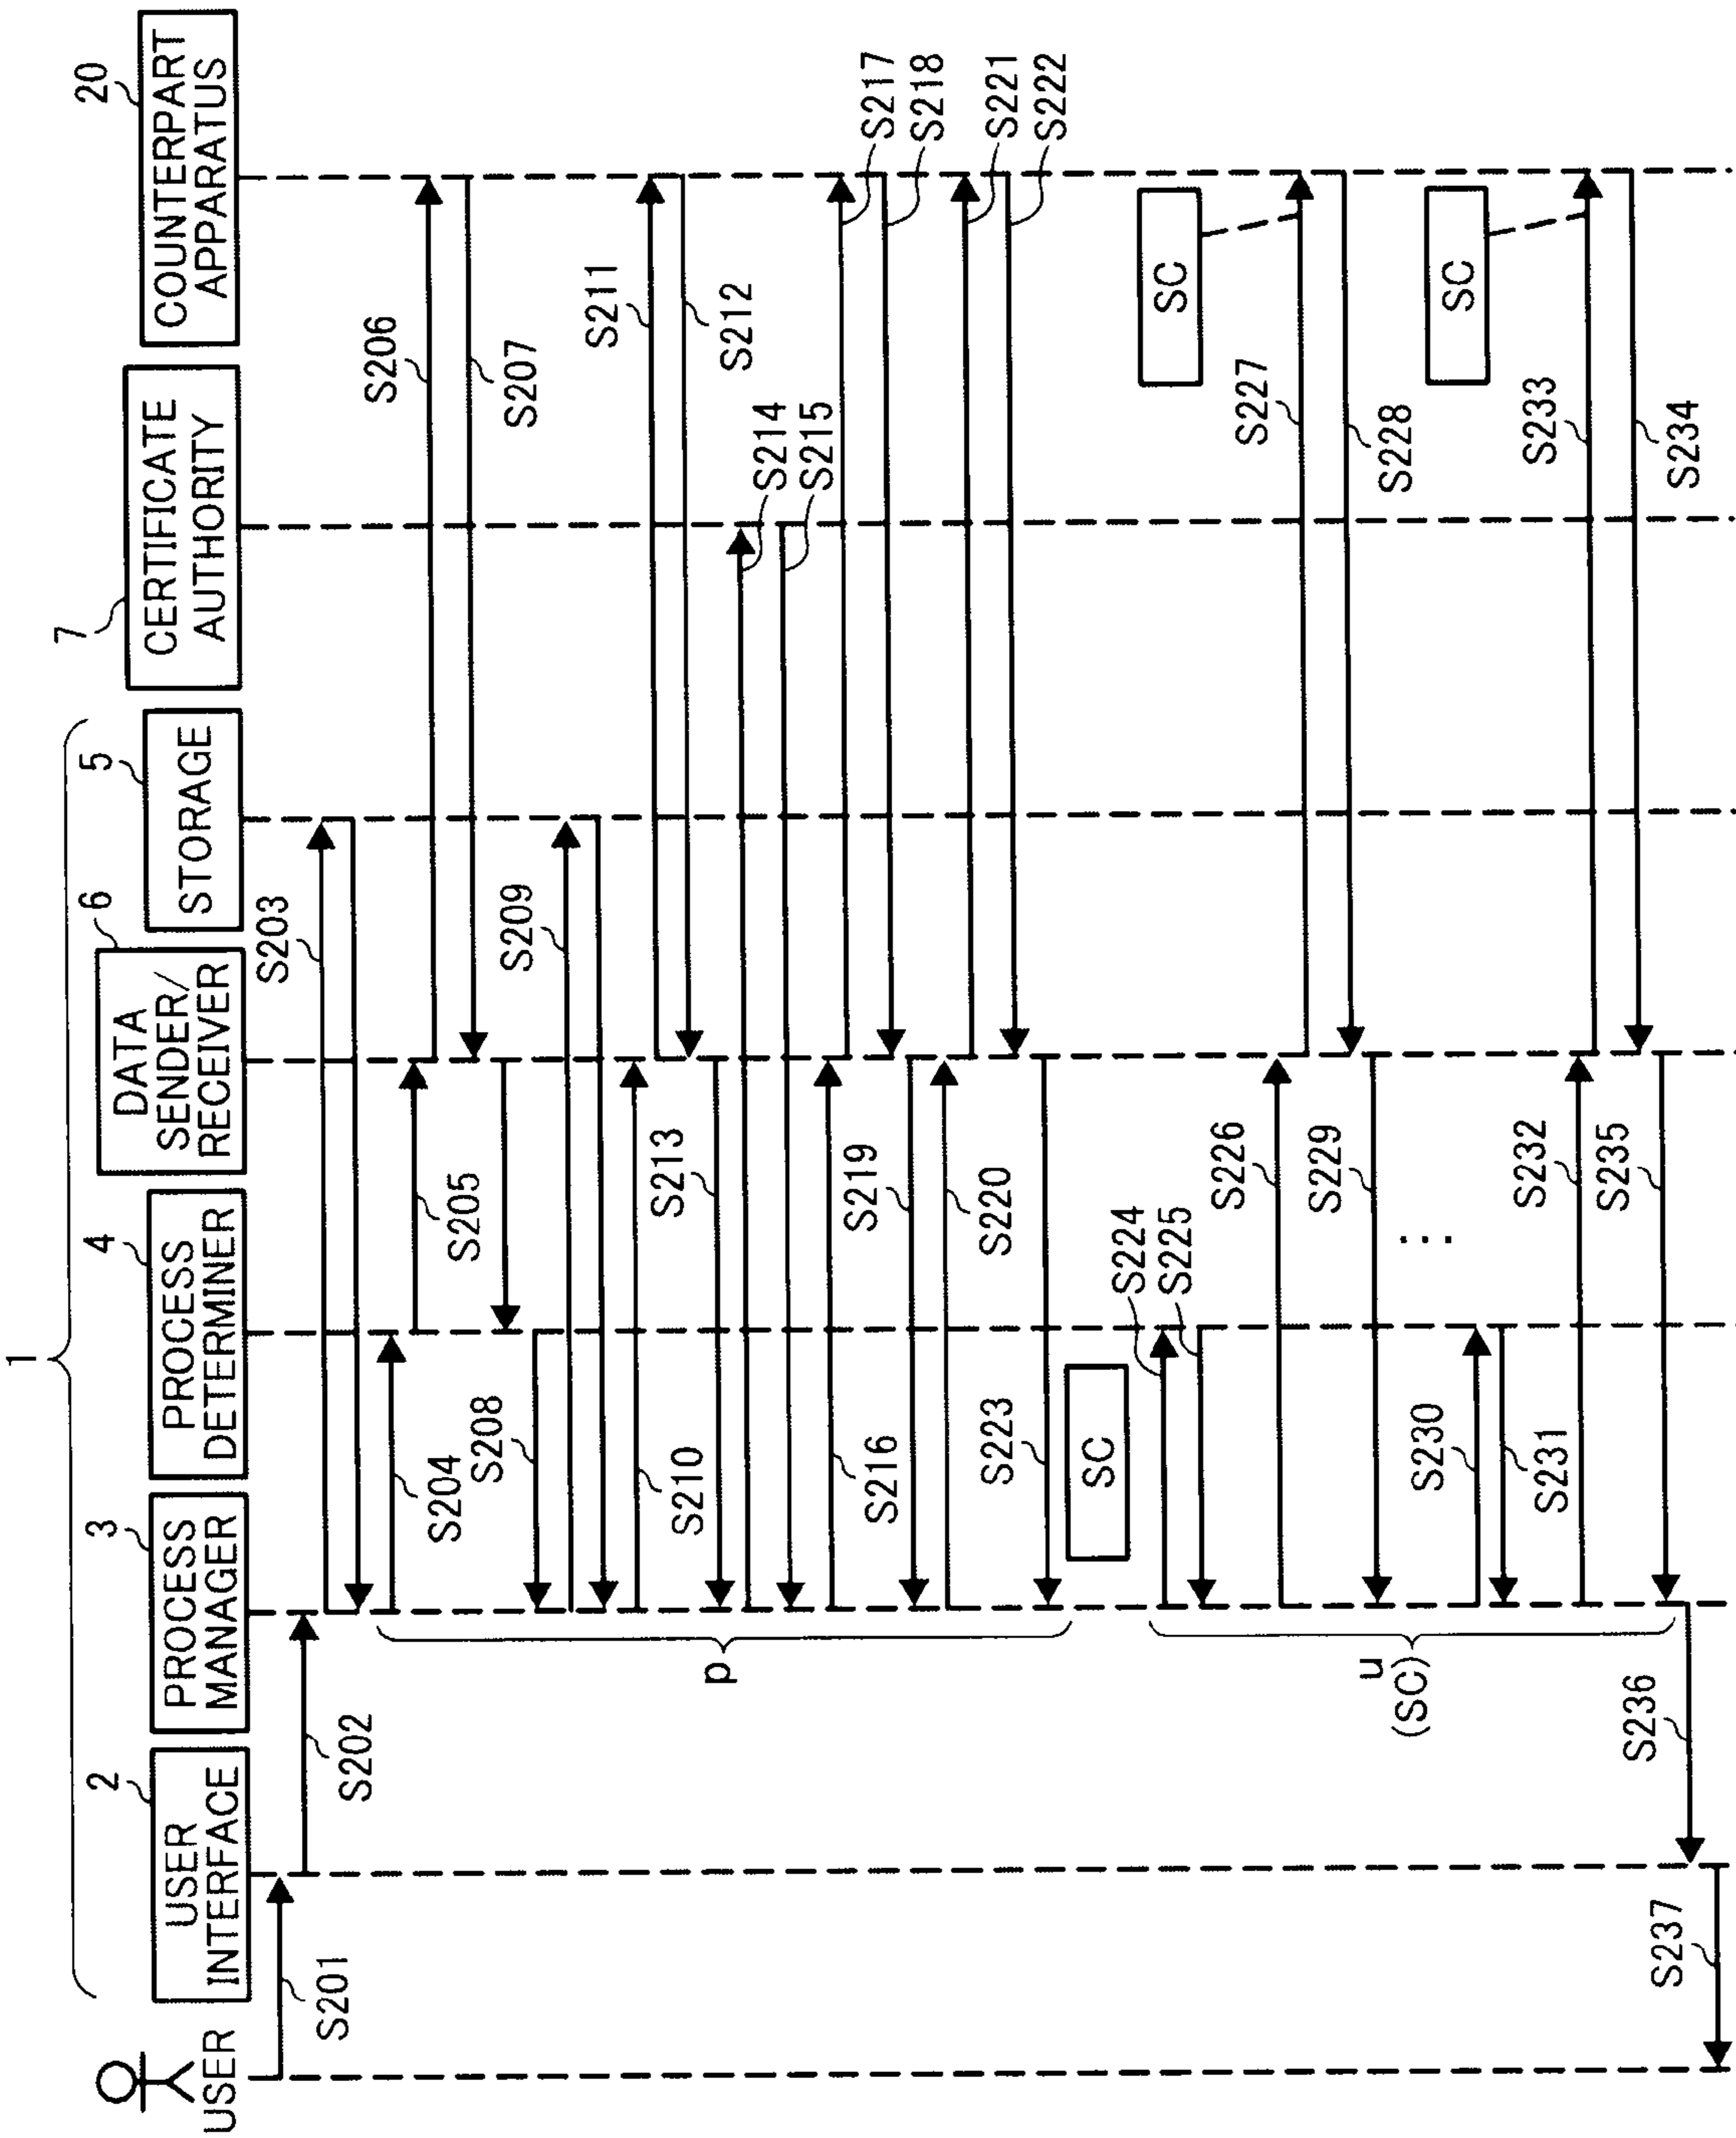 1
USER
2
USER
INTERFACE
3
PROCESS
MANAGER
4
PROCESS
DETERMINER
6
DATA
SENDER/
RECEIVER
5
STORAGE
7
CERTIFICATE
AUTHORITY
20
COUNTERPART
APPARATUS
S201
S202
S203
S204
S205
S206
S207
S208
S209
S210
S211
S212
S213
S214
S215
S216
S217
S218
S219
S220
S221
S222
S223
p
SC
S224
S225
S226
SC
S227
S228
S229
...
u
(SC)
S230
S231
S232
SC
S233
S234
S235
S236
S237